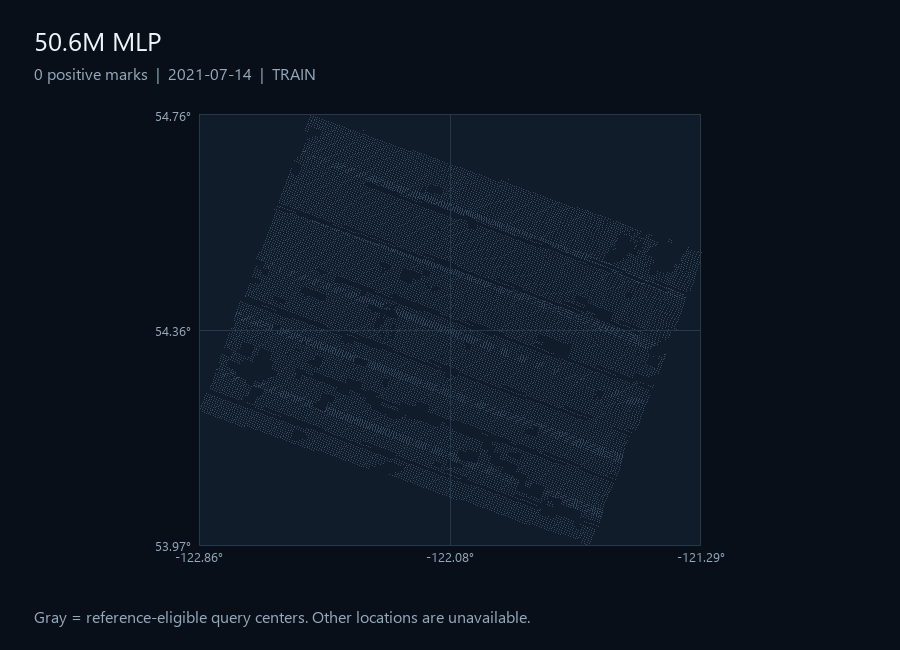 50.6M MLP
0 positive marks | 2021-07-14 | TRAIN
54.76°
54.36°
53.97°
-122.86°
-122.08°
-121.29°
Gray = reference-eligible query centers. Other locations are unavailable.